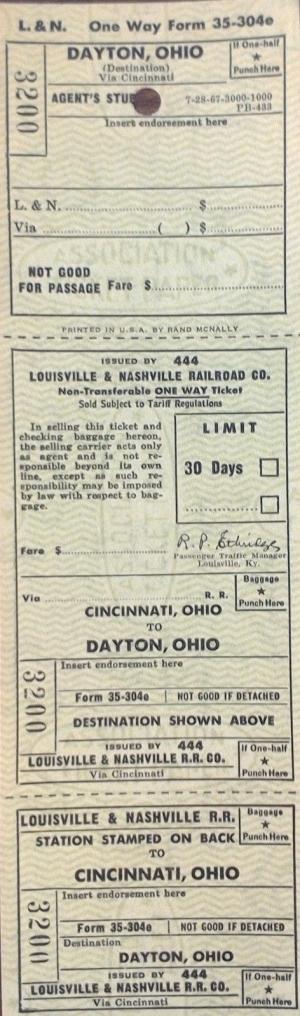 L. & N. One Way Form 35-304e
DAYTON, OHIO
(Destination)
Via Cincinnati
If One-half
★
Punch Here
3200
AGENT'S STUB
7-28-67-3000-1000
PB-433
Insert endorsement here
L. & N. $
Via ( ) $
NOT GOOD
FOR PASSAGE Fare $
PRINTED IN U.S.A. BY RAND MCNALLY
ISSUED BY 444
LOUISVILLE & NASHVILLE RAILROAD CO.
Non-Transferable ONE WAY Ticket
Sold Subject to Tariff Regulations
In selling this ticket and
checking baggage hereon,
the selling carrier acts only
as agent and is not re-
sponsible beyond its own
line, except as such re-
sponsibility may be imposed
by law with respect to bag-
gage.
LIMIT
30 Days
Fare $
R. P. Ethridge
Passenger Traffic Manager
Louisville, Ky.
Via R. R.
Baggage
★
Punch Here
CINCINNATI, OHIO
TO
DAYTON, OHIO
3200
Insert endorsement here
Form 35-304e NOT GOOD IF DETACHED
DESTINATION SHOWN ABOVE
ISSUED BY 444
LOUISVILLE & NASHVILLE R.R. CO.
Via Cincinnati
If One-half
★
Punch Here
LOUISVILLE & NASHVILLE R.R.
STATION STAMPED ON BACK
Baggage
★
Punch Here
TO
CINCINNATI, OHIO
3200
Insert endorsement here
Form 35-304e NOT GOOD IF DETACHED
Destination
DAYTON, OHIO
ISSUED BY 444
LOUISVILLE & NASHVILLE R.R. CO.
Via Cincinnati
If One-half
★
Punch Here